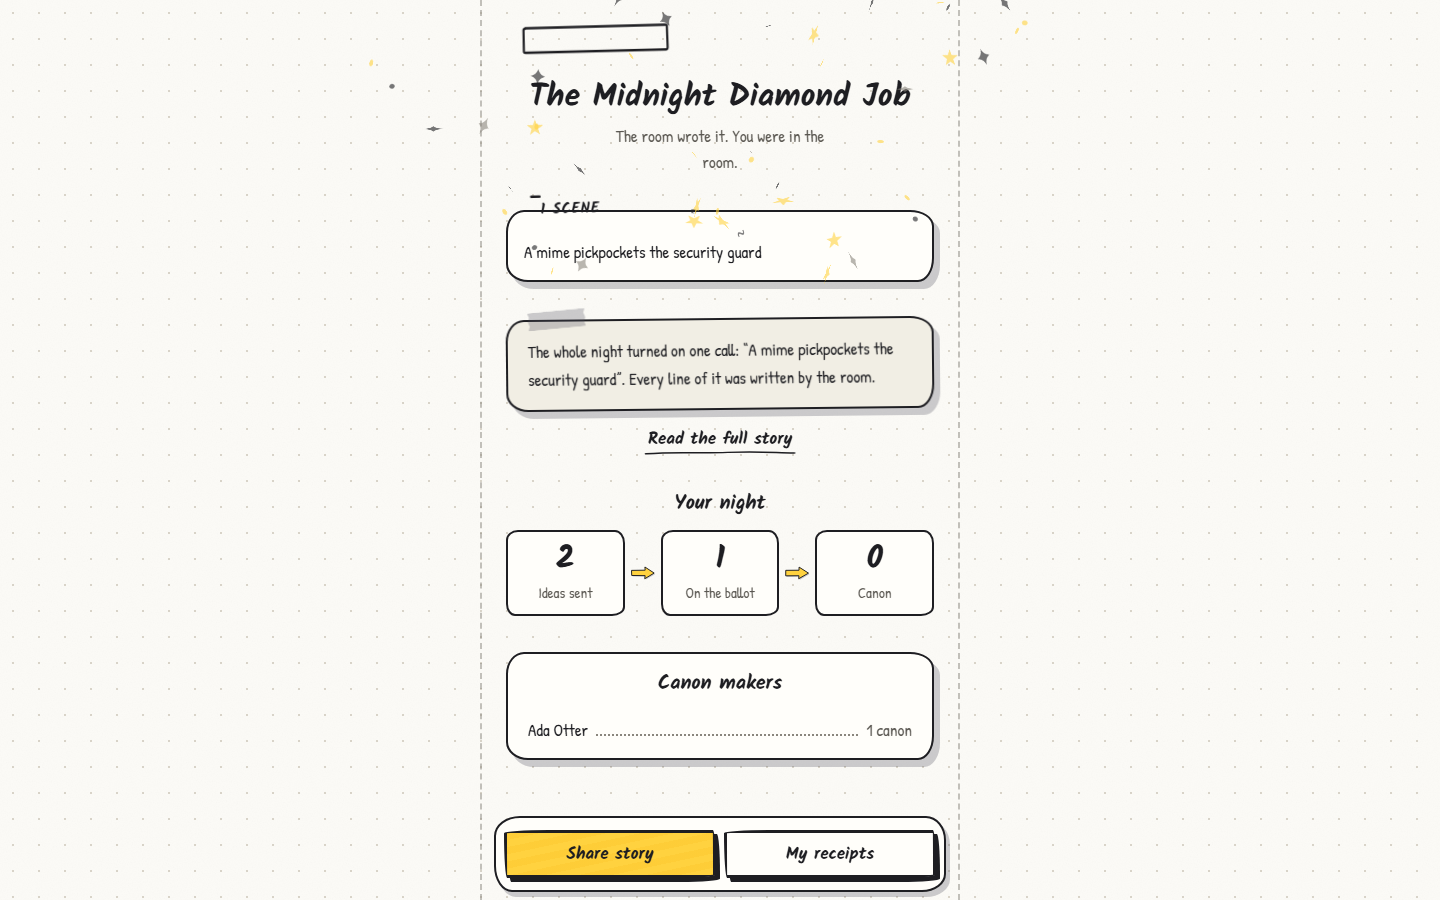 The Midnight Diamond Job
The room wrote it. You were in the
room.
1 SCENE
A mime pickpockets the security guard
The whole night turned on one call: “A mime pickpockets the
security guard”. Every line of it was written by the room.
Read the full story
Your night
2
Ideas sent
1
On the ballot
0
Canon
Canon makers
Ada Otter 1 canon
Share story
My receipts